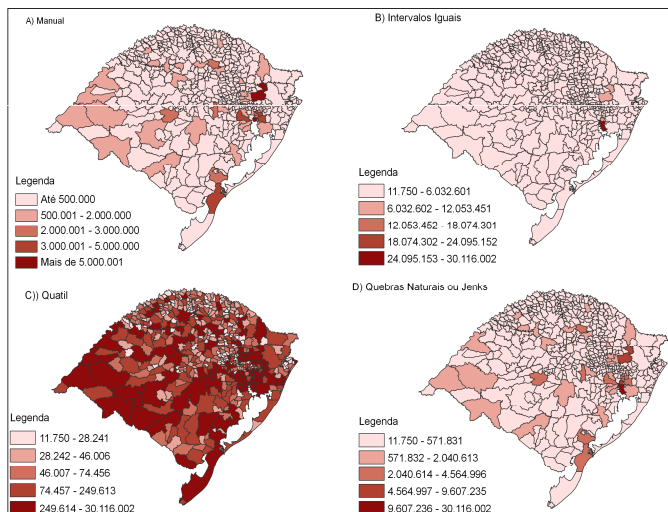 A) Manual
Legenda
Até 500.000
500.001 - 2.000.000
2.000.001 - 3.000.000
3.000.001 - 5.000.000
Mais de 5.000.001
B) Intervalos Iguais
Legenda
11.750 - 6.032.601
6.032.602 - 12.053.451
12.053.452 - 18.074.301
18.074.302 - 24.095.152
24.095.153 - 30.116.002
C)) Quatil
Legenda
11.750 - 28.241
28.242 - 46.006
46.007 - 74.456
74.457 - 249.613
249.614 - 30.116.002
D) Quebras Naturais ou Jenks
Legenda
11.750 - 571.831
571.832 - 2.040.613
2.040.614 - 4.564.996
4.564.997 - 9.607.235
9.607.236 - 30.116.002